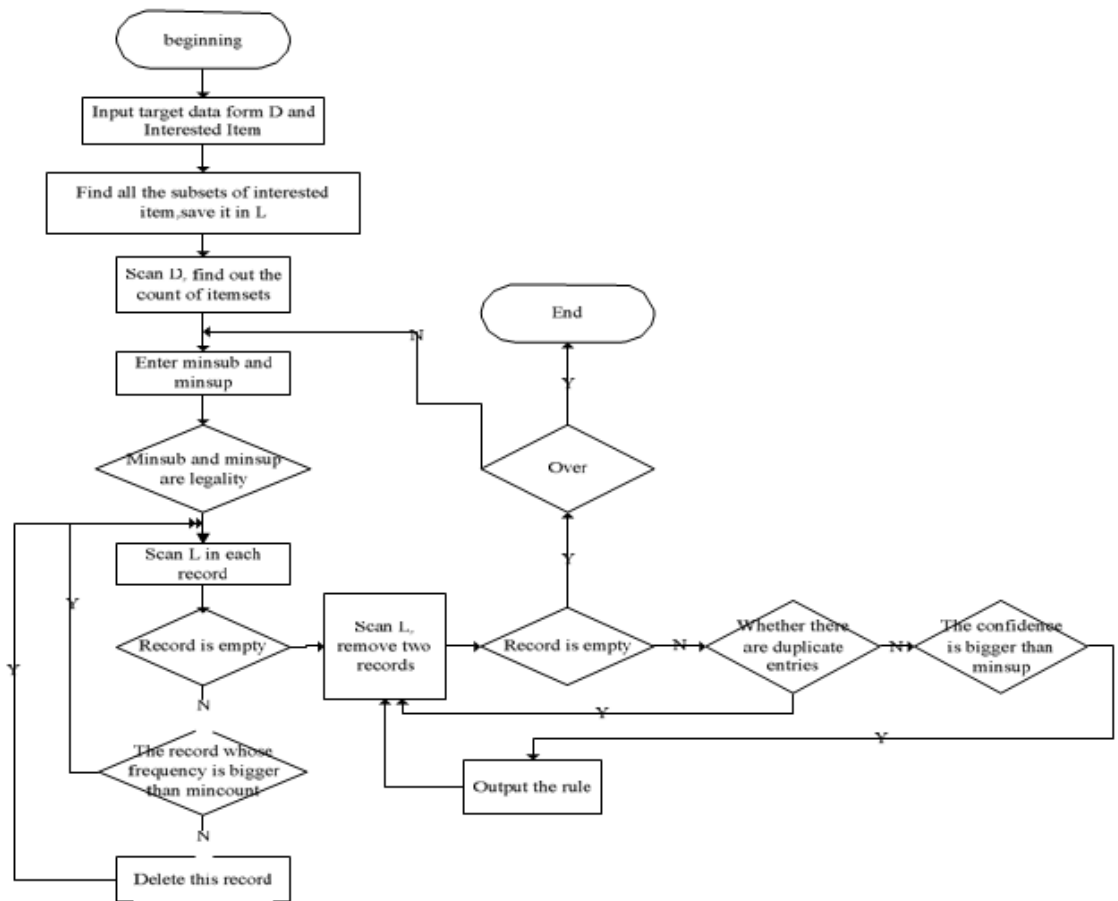 beginning
Input target data form D and
Interested Item
Find all the subsets of interested
item,save it in L
Scan D, find out the
count of itemsets
End
N
Enter minsub and
minsup
Y
Minsub and minsup
are legality
Over
Scan L in each
record
Y
Y
Record is empty
Scan L,
remove two
records
Record is empty
N
Whether there
are duplicate
entries
N
The confidence
is bigger than
minsup
Y
N
Y
Y
The record whose
frequency is bigger
than mincount
Output the rule
N
Delete this record